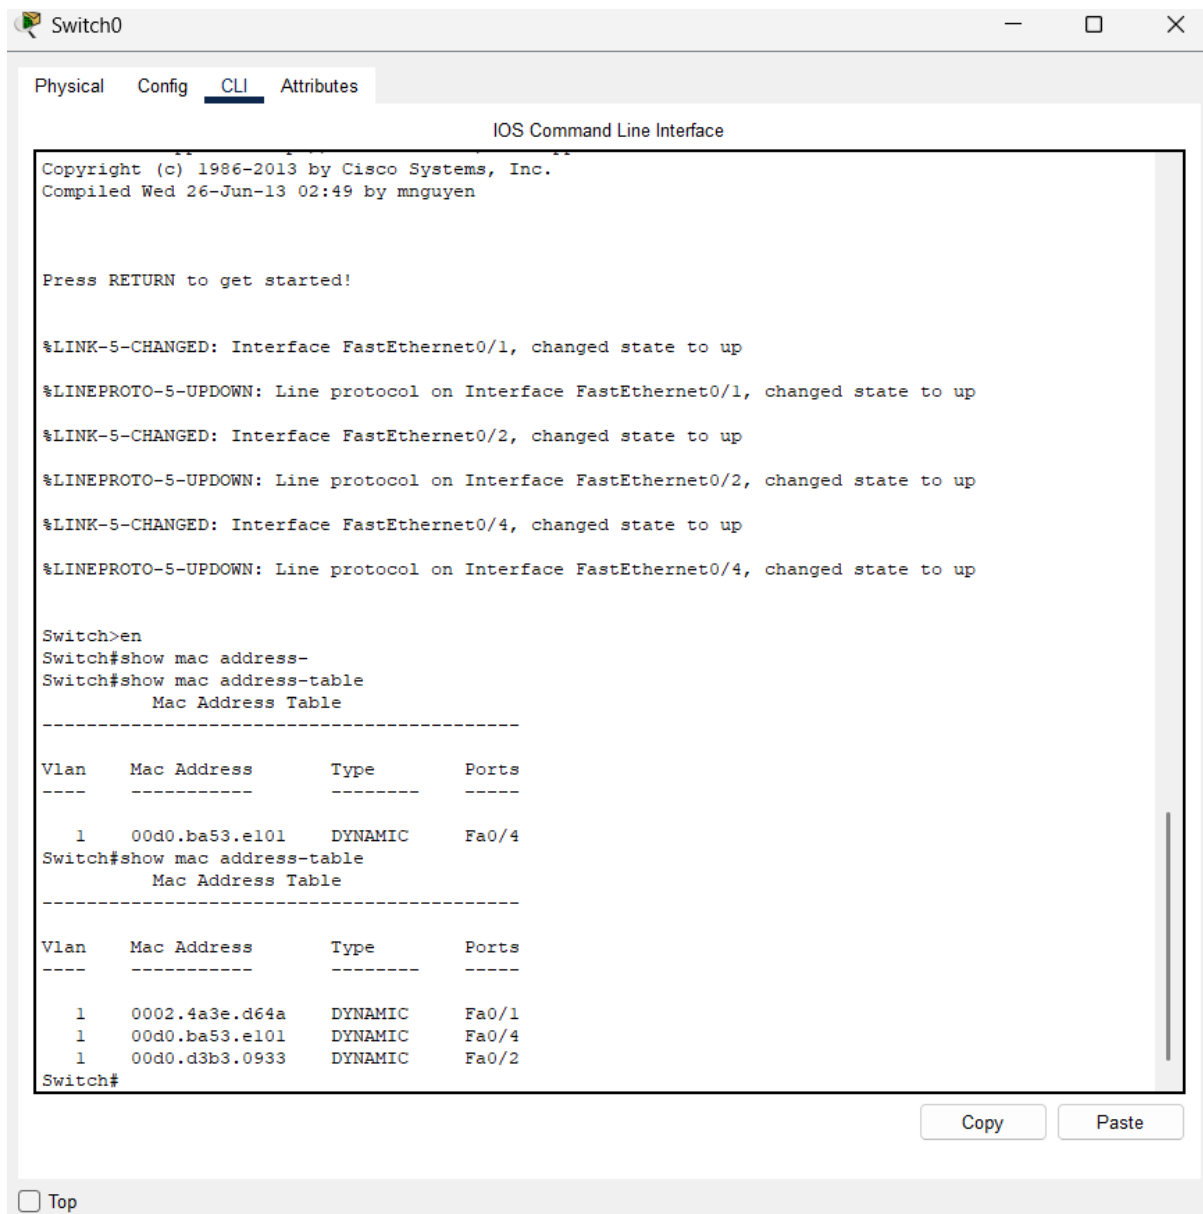 Switch0
Physical Config CLI Attributes
IOS Command Line Interface
Copyright (c) 1986-2013 by Cisco Systems, Inc.
Compiled Wed 26-Jun-13 02:49 by mnguyen
Press RETURN to get started!
%LINK-5-CHANGED: Interface FastEthernet0/1, changed state to up
%LINEPROTO-5-UPDOWN: Line protocol on Interface FastEthernet0/1, changed state to up
%LINK-5-CHANGED: Interface FastEthernet0/2, changed state to up
%LINEPROTO-5-UPDOWN: Line protocol on Interface FastEthernet0/2, changed state to up
%LINK-5-CHANGED: Interface FastEthernet0/4, changed state to up
%LINEPROTO-5-UPDOWN: Line protocol on Interface FastEthernet0/4, changed state to up
Switch>en
Switch#show mac address-
Switch#show mac address-table
Mac Address Table
-------------------------------------------
Vlan Mac Address Type Ports
---- ----------- -------- -----
1 00d0.ba53.e101 DYNAMIC Fa0/4
Switch#show mac address-table
Mac Address Table
-------------------------------------------
Vlan Mac Address Type Ports
---- ----------- -------- -----
1 0002.4a3e.d64a DYNAMIC Fa0/1
1 00d0.ba53.e101 DYNAMIC Fa0/4
1 00d0.d3b3.0933 DYNAMIC Fa0/2
Switch#
Copy Paste
Top